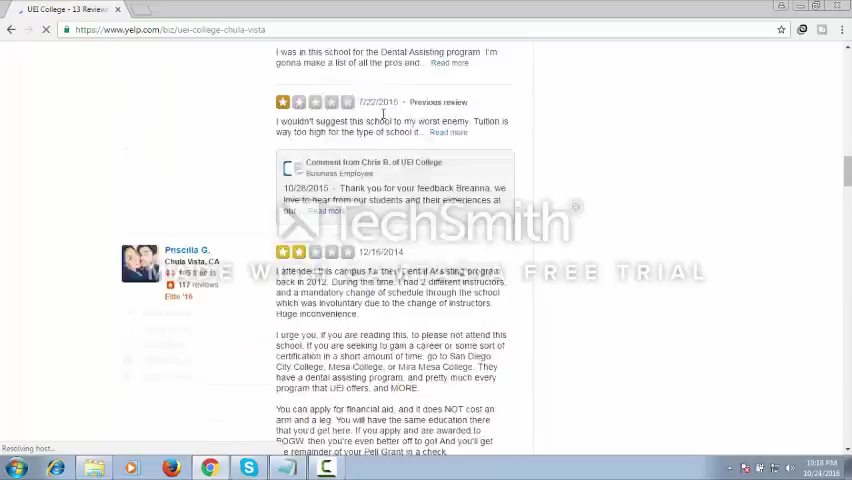 UEI College - 13 Reviews
https://www.yelp.com/biz/uei-college-chula-vista
I was in this school for the Dental Assisting program. I'm
gonna make a list of all the pros and... Read more
7/22/2015 · Previous review
I wouldn't suggest this school to my worst enemy. Tuition is
way too high for the type of school it... Read more
Comment from Chris B. of UEI College
Business Employee
10/28/2015 · Thank you for your feedback Breanna, we
love to hear from our students and their experiences at
our ... Read more
TechSmith
MADE WITH FREE TRIAL
Priscilla G.
Chula Vista, CA
friends
117 reviews
Elite '16
12/16/2014
I attended this campus for the Dental Assisting program
back in 2012. During the time, I had 2 different instructors,
and a mandatory change of schedule through the school
which was involuntary due to the change of instructors.
Huge inconvenience.
I urge you, if you are reading this, to please not attend this
school. If you are seeking to gain a career or some sort of
certification in a short amount of time, go to San Diego
City College, Mesa College, or Mira Mesa College. They
have a dental assisting program, and pretty much every
program that UEI offers, and MORE.
You can apply for financial aid, and it does NOT cost an
arm and a leg. You will have the same education there
that you'd get here. If you apply and are awarded to
BOGW, then you're even better off to go! And you'll get
e remainder of your Pell Grant in a check.
Resolving host...
10:18 PM
10/24/2016